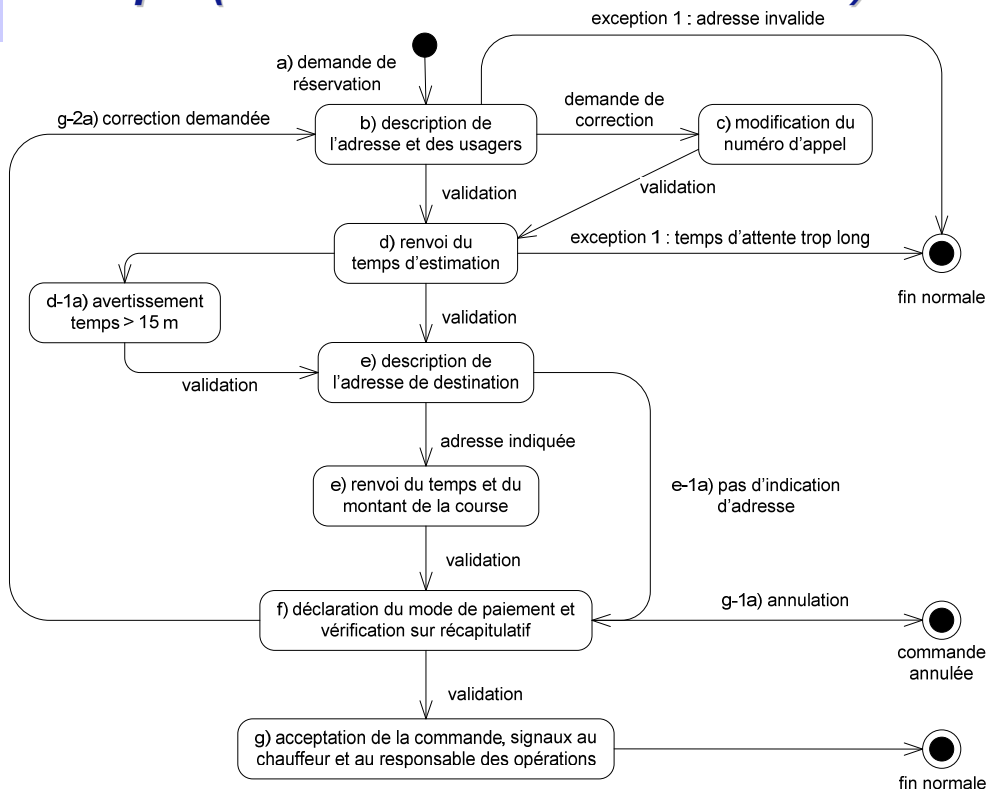 exception 1 : adresse invalide
a) demande de
réservation
g-2a) correction demandée
b) description de
l'adresse et des usagers
demande de
correction
c) modification du
numéro d'appel
validation
validation
d) renvoi du
temps d'estimation
exception 1 : temps d'attente trop long
fin normale
d-1a) avertissement
temps > 15 m
validation
e) description de
l'adresse de destination
validation
adresse indiquée
e) renvoi du temps et du
montant de la course
e-1a) pas d'indication
d'adresse
validation
f) déclaration du mode de paiement et
vérification sur récapitulatif
g-1a) annulation
commande
annulée
validation
g) acceptation de la commande, signaux au
chauffeur et au responsable des opérations
fin normale